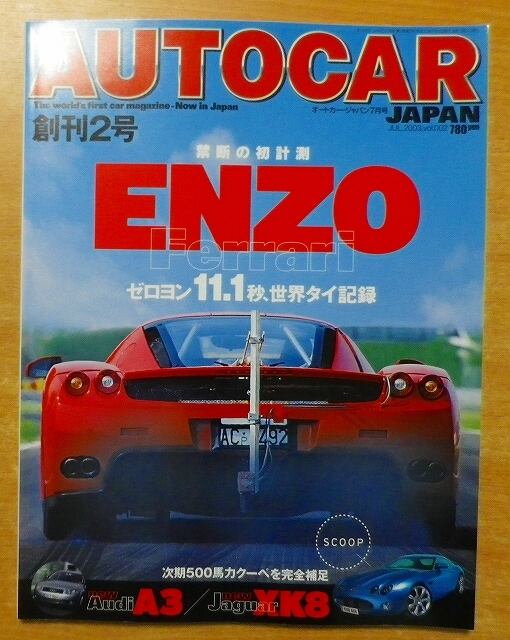 AUTOCAR
The world's first car magazine-Now in Japan
オートカー・ジャパン7月号
JAPAN
JUL.2003,vol.002 780yen
創刊2号
禁断の初計測
ENZO
Ferrari
ゼロヨン11.1秒、世界タイ記録
SCOOP
次期500馬力クーペを完全補足
new Audi A3 / new Jaguar XK8